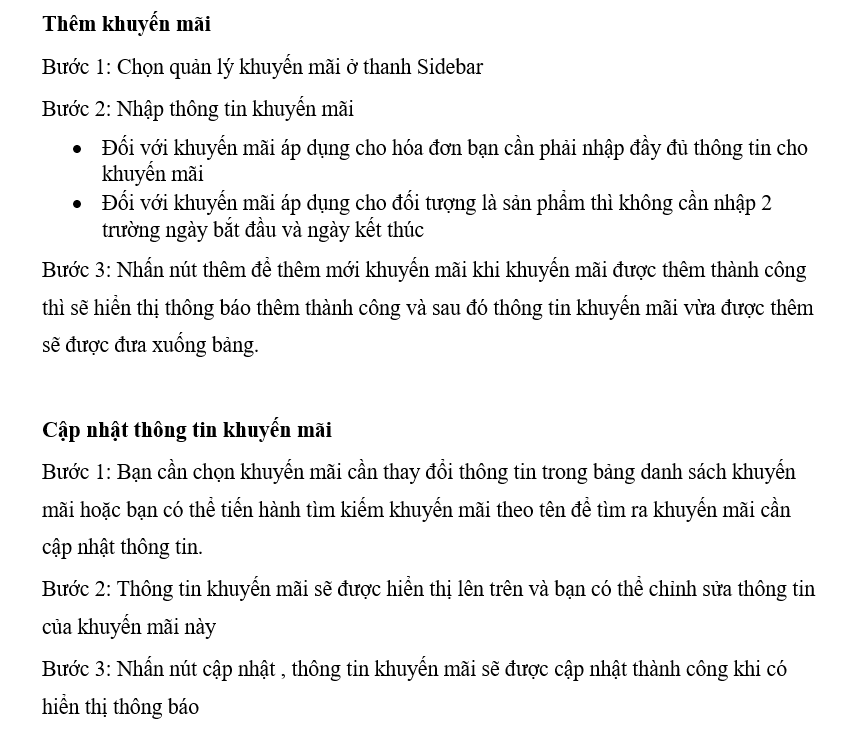 Thêm khuyến mãi
Bước 1: Chọn quản lý khuyến mãi ở thanh Sidebar
Bước 2: Nhập thông tin khuyến mãi
• Đối với khuyến mãi áp dụng cho hóa đơn bạn cần phải nhập đầy đủ thông tin cho
khuyến mãi
• Đối với khuyến mãi áp dụng cho đối tượng là sản phẩm thì không cần nhập 2
trường ngày bắt đầu và ngày kết thúc
Bước 3: Nhấn nút thêm để thêm mới khuyến mãi khi khuyến mãi được thêm thành công
thì sẽ hiển thị thông báo thêm thành công và sau đó thông tin khuyến mãi vừa được thêm
sẽ được đưa xuống bảng.
Cập nhật thông tin khuyến mãi
Bước 1: Bạn cần chọn khuyến mãi cần thay đổi thông tin trong bảng danh sách khuyến
mãi hoặc bạn có thể tiến hành tìm kiếm khuyến mãi theo tên để tìm ra khuyến mãi cần
cập nhật thông tin.
Bước 2: Thông tin khuyến mãi sẽ được hiển thị lên trên và bạn có thể chỉnh sửa thông tin
của khuyến mãi này
Bước 3: Nhấn nút cập nhật , thông tin khuyến mãi sẽ được cập nhật thành công khi có
hiển thị thông báo